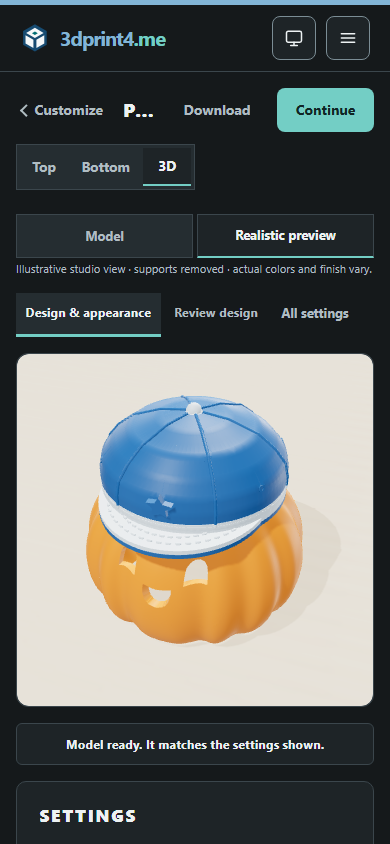 3dprint4.me
Customize P... Download Continue
Top Bottom 3D
Model Realistic preview
Illustrative studio view · supports removed · actual colors and finish vary.
Design & appearance Review design All settings
Model ready. It matches the settings shown.
SETTINGS